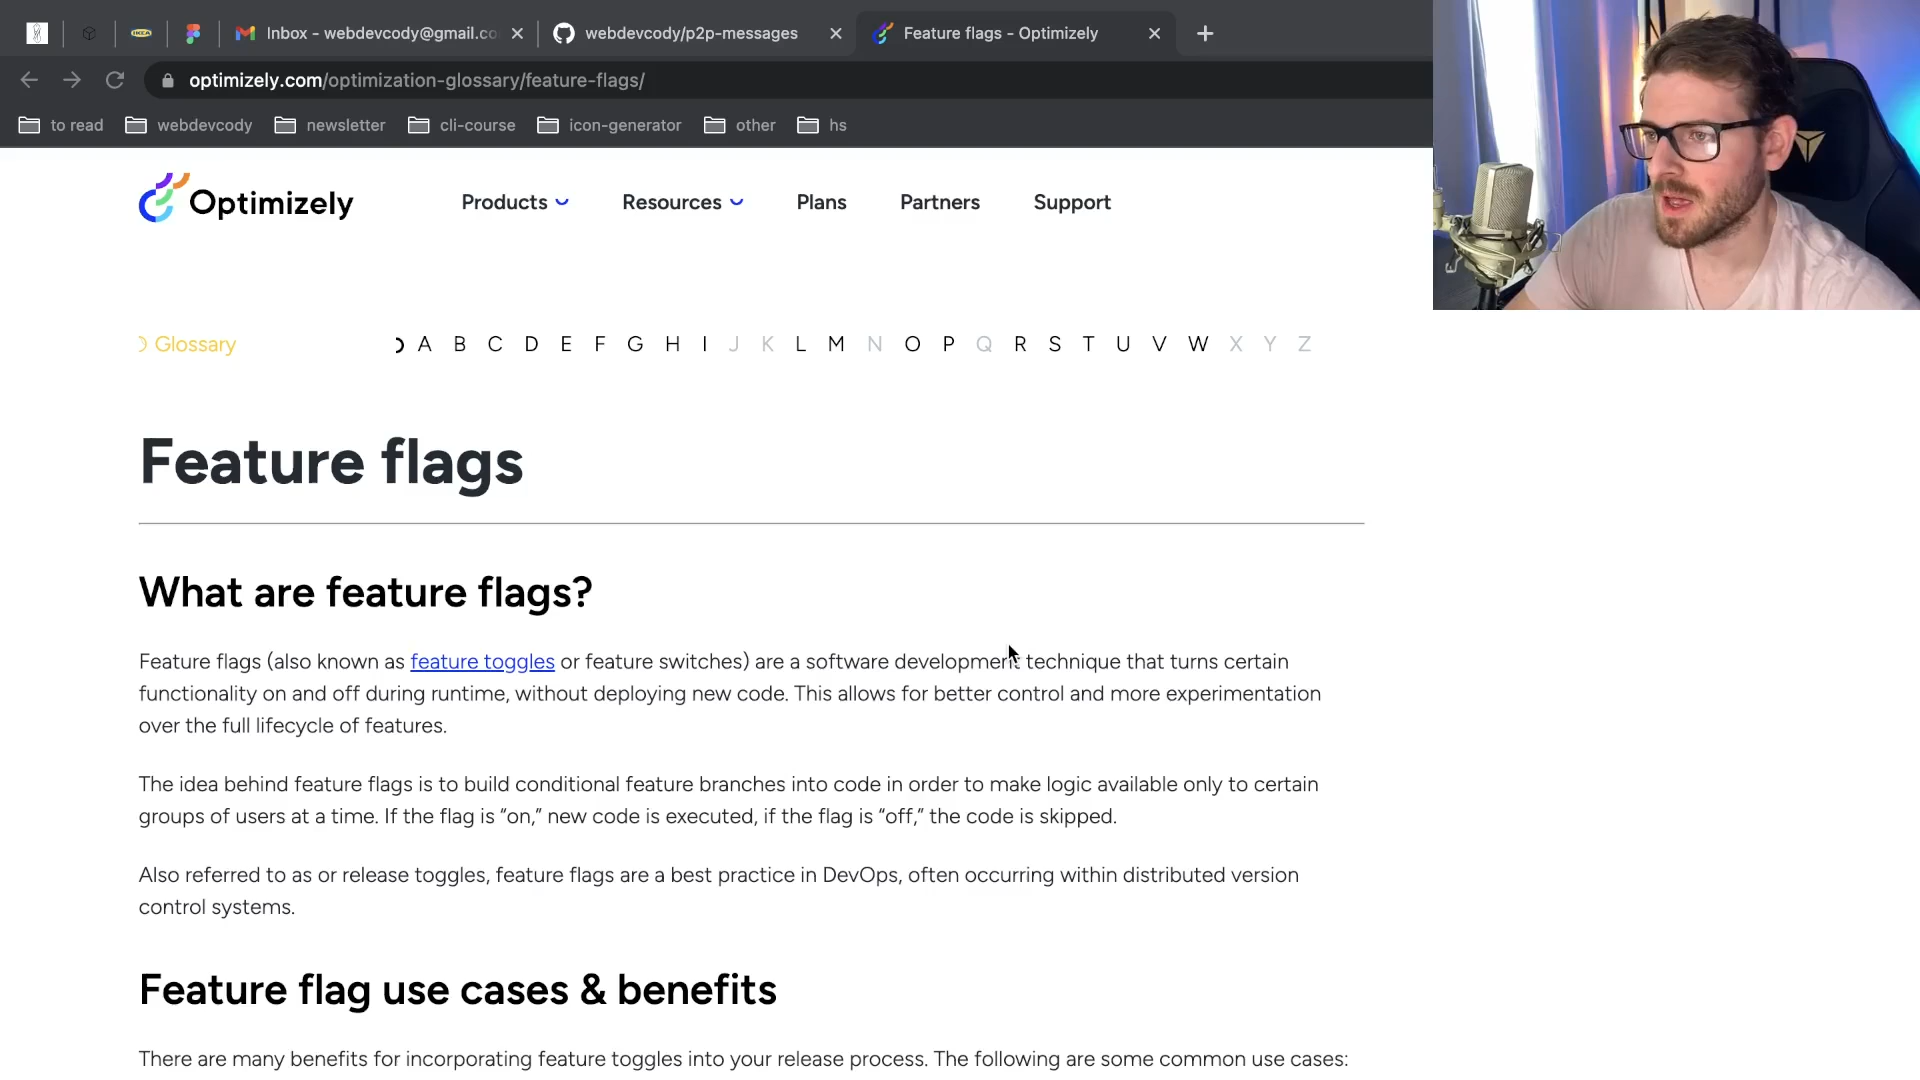 IKEA
Inbox - webdevcody@gmail.co
webdevcody/p2p-messages
Feature flags - Optimizely
optimizely.com/optimization-glossary/feature-flags/
to read
webdevcody
newsletter
cli-course
icon-generator
other
hs
Optimizely
Products
Resources
Plans
Partners
Support
Glossary
A B C D E F G H I J K L M N O P Q R S T U V W X Y Z
Feature flags
What are feature flags?
Feature flags (also known as feature toggles or feature switches) are a software development technique that turns certain
functionality on and off during runtime, without deploying new code. This allows for better control and more experimentation
over the full lifecycle of features.
The idea behind feature flags is to build conditional feature branches into code in order to make logic available only to certain
groups of users at a time. If the flag is “on,” new code is executed, if the flag is “off,” the code is skipped.
Also referred to as or release toggles, feature flags are a best practice in DevOps, often occurring within distributed version
control systems.
Feature flag use cases & benefits
There are many benefits for incorporating feature toggles into your release process. The following are some common use cases: